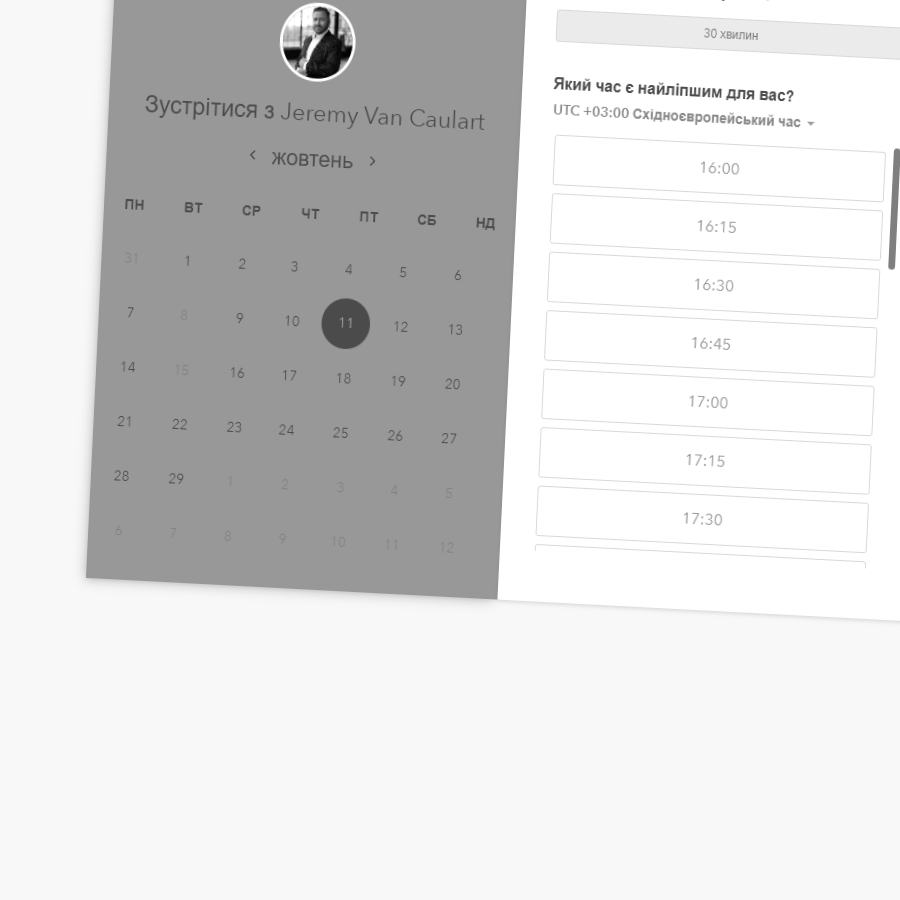 Зустрітися з Jeremy Van Caulart
жовтень
ПН ВТ СР ЧТ ПТ СБ НД
31 1 2 3 4 5 6
7 8 9 10 11 12 13
14 15 16 17 18 19 20
21 22 23 24 25 26 27
28 29 1 2 3 4 5
6 7 8 9 10 11 12
30 хвилин
Який час є найліпшим для вас?
UTC +03:00 Східноєвропейський час
16:00
16:15
16:30
16:45
17:00
17:15
17:30